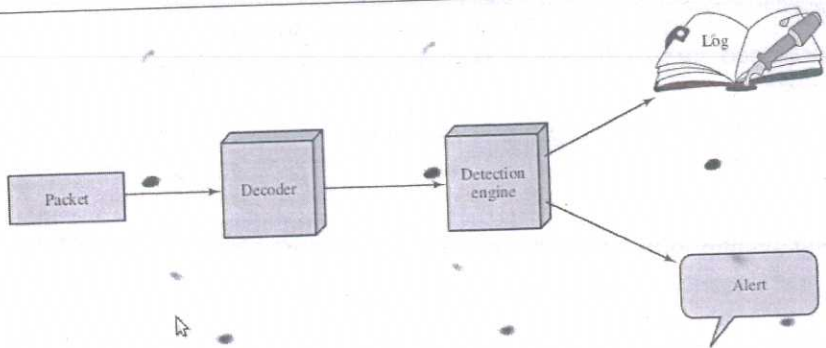 Log
Packet
Decoder
Detection
engine
Alert